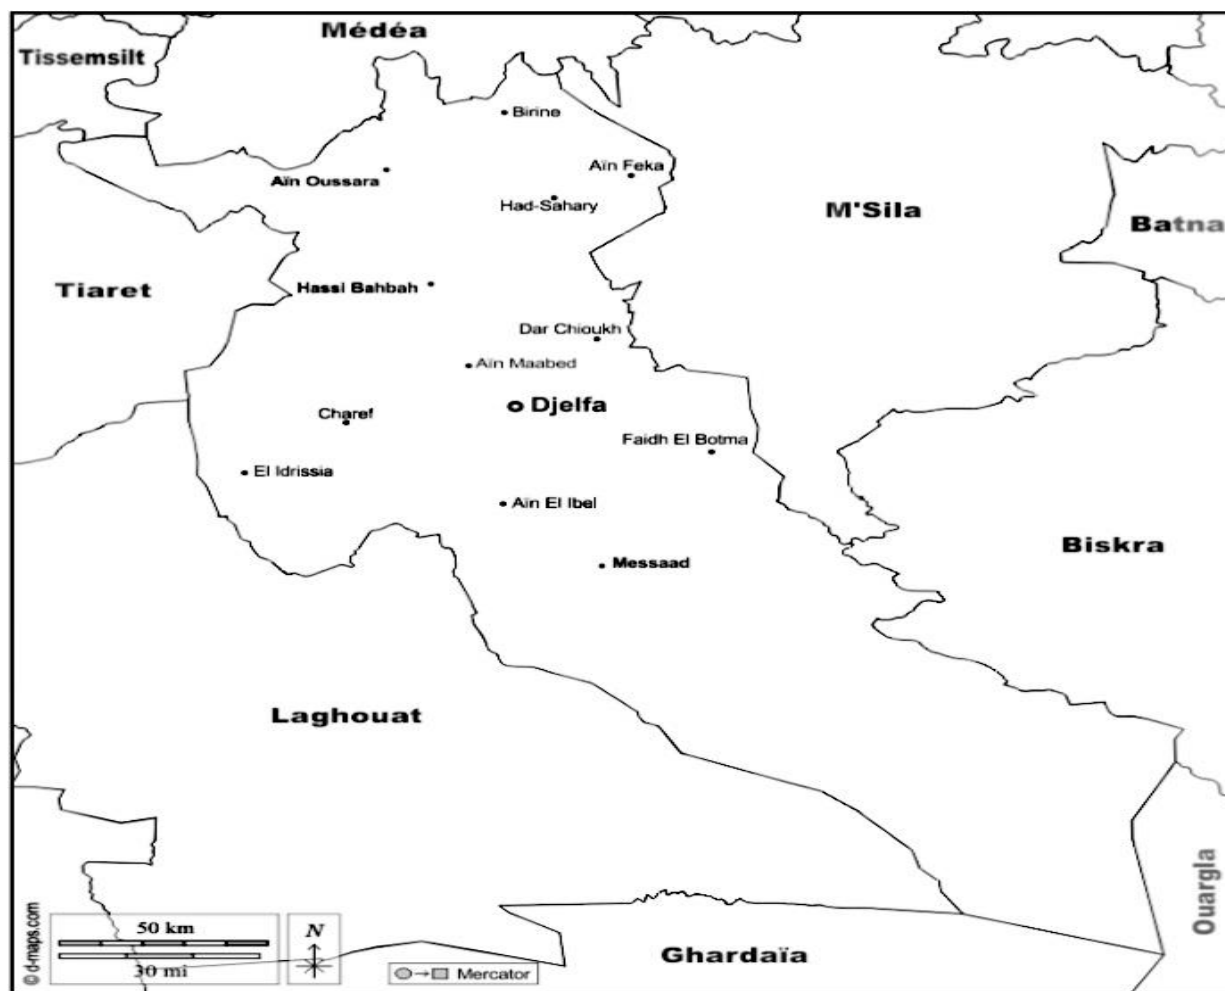 Médéa
Tissemsilt
Birine
Aïn Feka
Aïn Oussara
Had-Sahary
M'Sila
Batna
Tiaret
Hassi Bahbah
Dar Chioukh
Aïn Maabed
Djelfa
Charef
Faidh El Botma
El Idrissia
Aïn El Ibel
Biskra
Messaad
Laghouat
Ouargla
Ghardaïa
© d-maps.com
50 km
30 mi
N
Mercator